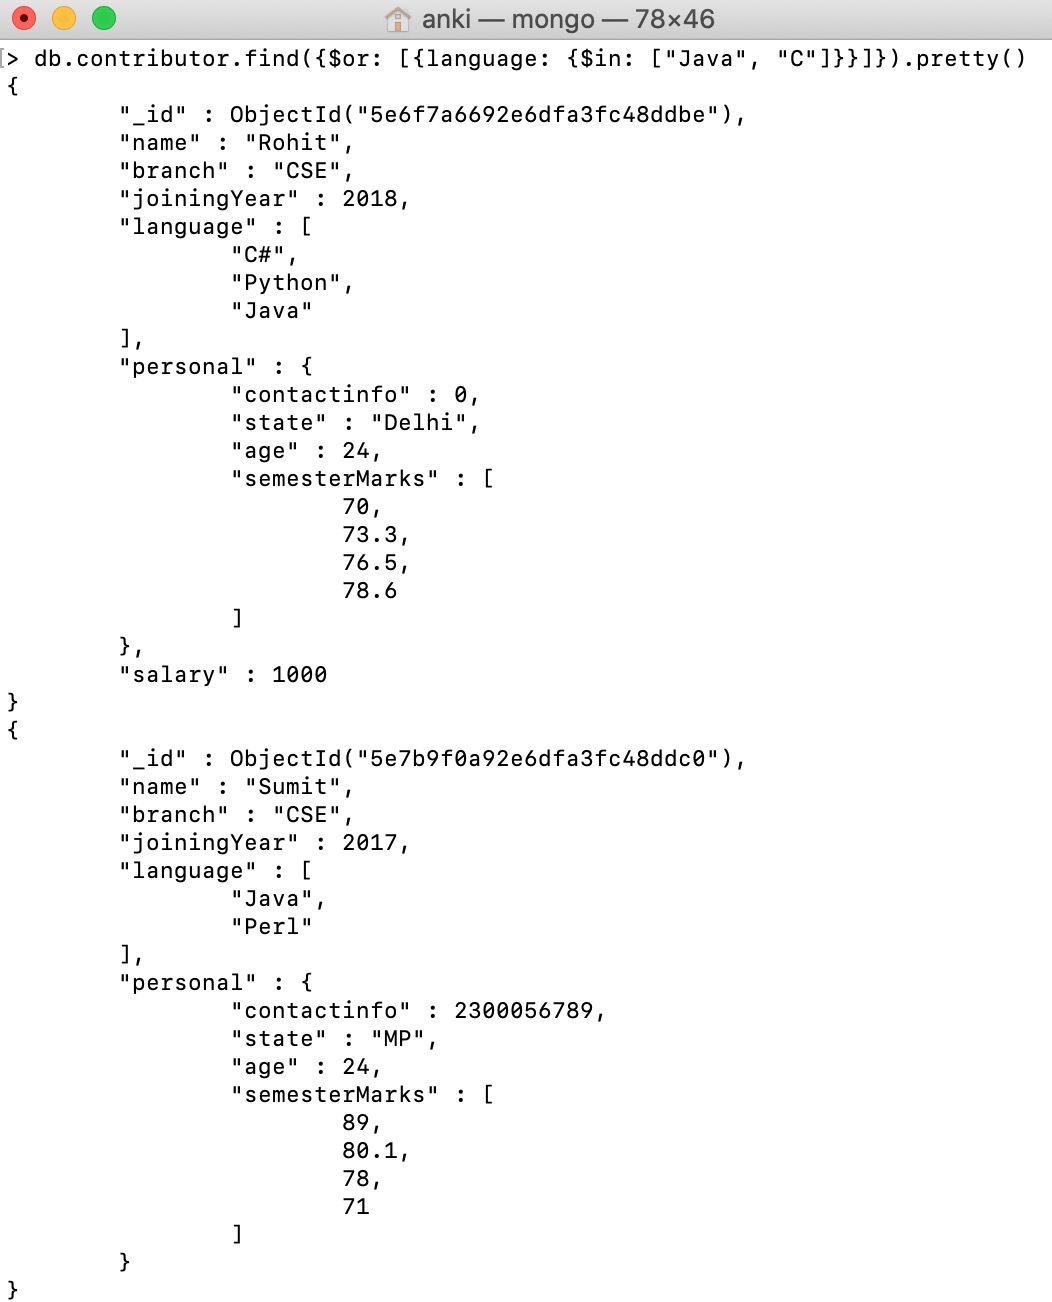 anki — mongo — 78×46
[> db.contributor.find({$or: [{language: {$in: ["Java", "C"]}}]}).pretty()
{
        "_id" : ObjectId("5e6f7a6692e6dfa3fc48ddbe"),
        "name" : "Rohit",
        "branch" : "CSE",
        "joiningYear" : 2018,
        "language" : [
                "C#",
                "Python",
                "Java"
        ],
        "personal" : {
                "contactinfo" : 0,
                "state" : "Delhi",
                "age" : 24,
                "semesterMarks" : [
                        70,
                        73.3,
                        76.5,
                        78.6
                ]
        },
        "salary" : 1000
}
{
        "_id" : ObjectId("5e7b9f0a92e6dfa3fc48ddc0"),
        "name" : "Sumit",
        "branch" : "CSE",
        "joiningYear" : 2017,
        "language" : [
                "Java",
                "Perl"
        ],
        "personal" : {
                "contactinfo" : 2300056789,
                "state" : "MP",
                "age" : 24,
                "semesterMarks" : [
                        89,
                        80.1,
                        78,
                        71
                ]
        }
}